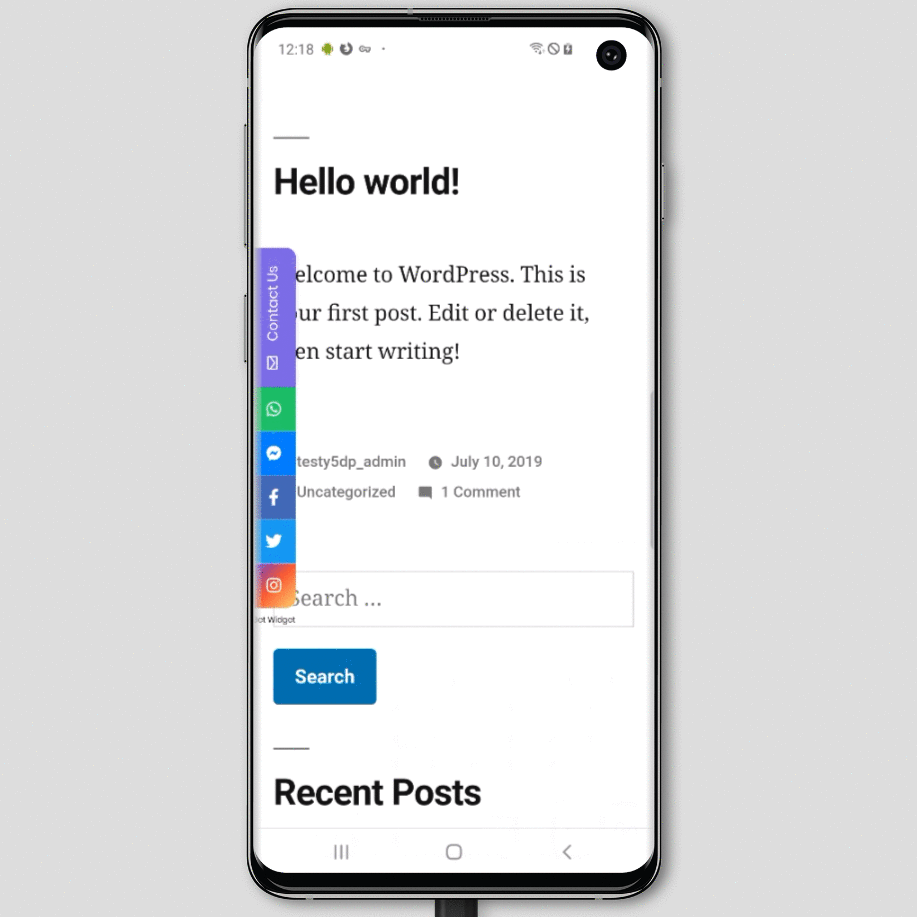 12:18
Hello world!
Contact Us
elcome to WordPress. This is
ur first post. Edit or delete it,
en start writing!
testy5dp_admin July 10, 2019
Uncategorized 1 Comment
Search ...
Widget
Search
Recent Posts